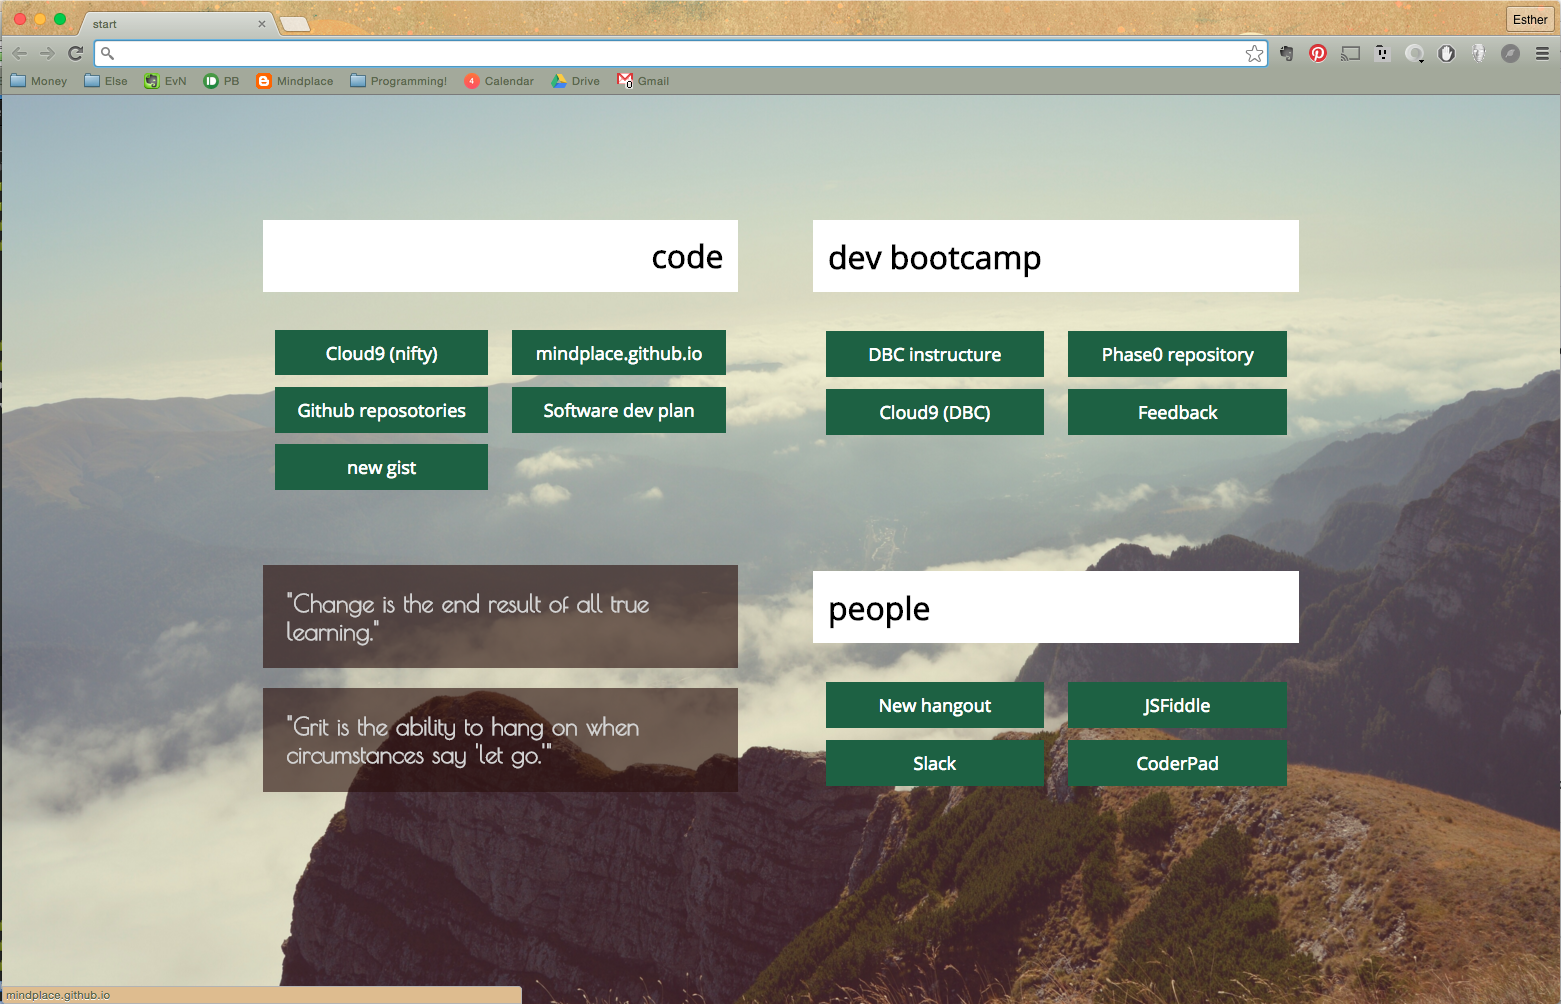 start
Esther
Money
Else
EvN
PB
Mindplace
Programming!
4
Calendar
Drive
0
Gmail
code
Cloud9 (nifty)
mindplace.github.io
Github reposotories
Software dev plan
new gist
dev bootcamp
DBC instructure
Phase0 repository
Cloud9 (DBC)
Feedback
"Change is the end result of all true
learning."
"Grit is the ability to hang on when
circumstances say 'let go.'"
people
New hangout
JSFiddle
Slack
CoderPad
mindplace.github.io